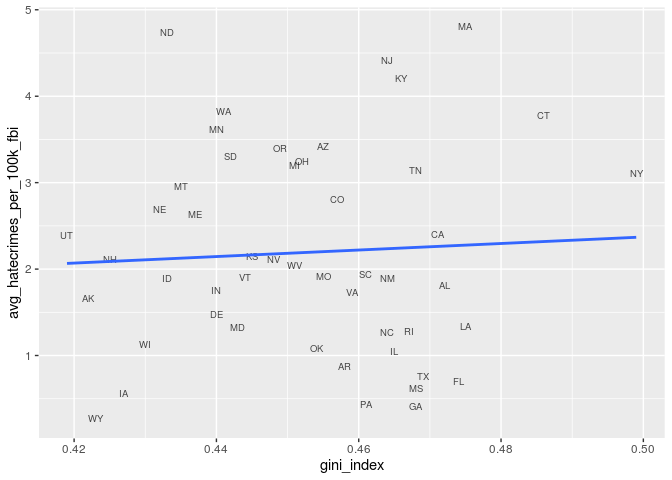 5
MA
ND
NJ
KY
4
WA
CT
MN
OR
AZ
SD
OH
MI
TN
NY
3
MT
CO
NE
ME
UT
CA
NH
KS
NV
WV
2
ID
VT
MO
SC
NM
AL
IN
VA
AK
DE
MD
NC
RI
LA
WI
OK
IL
1
AR
TX
FL
MS
IA
PA
GA
WY
0.42
0.44
0.46
0.48
0.50
gini_index
avg_hatecrimes_per_100k_fbi